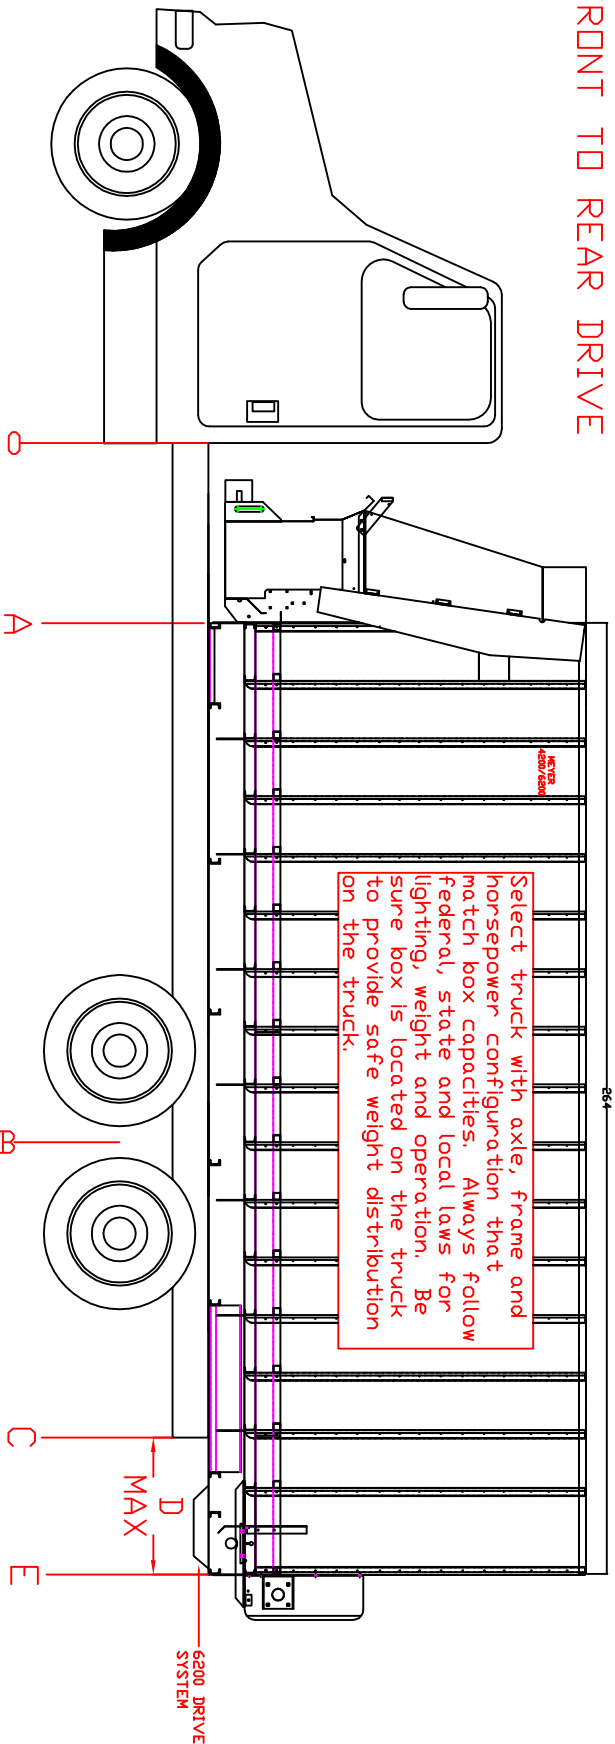 RONT TO REAR DRIVE
264
MEYER
4200/6200
Select truck with axle, frame and
horsepower configuration that
match box capacities. Always follow
federal, state and local laws for
lighting, weight and operation. Be
sure box is located on the truck
to provide safe weight distribution
on the truck.
O
A
B
C
D
MAX
E
6200 DRIVE
SYSTEM